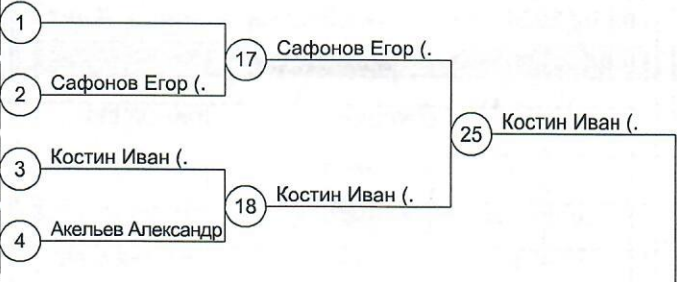 1
17 Сафонов Егор (.
2 Сафонов Егор (.
25 Костин Иван (.
3 Костин Иван (.
18 Костин Иван (.
4 Акельев Александр